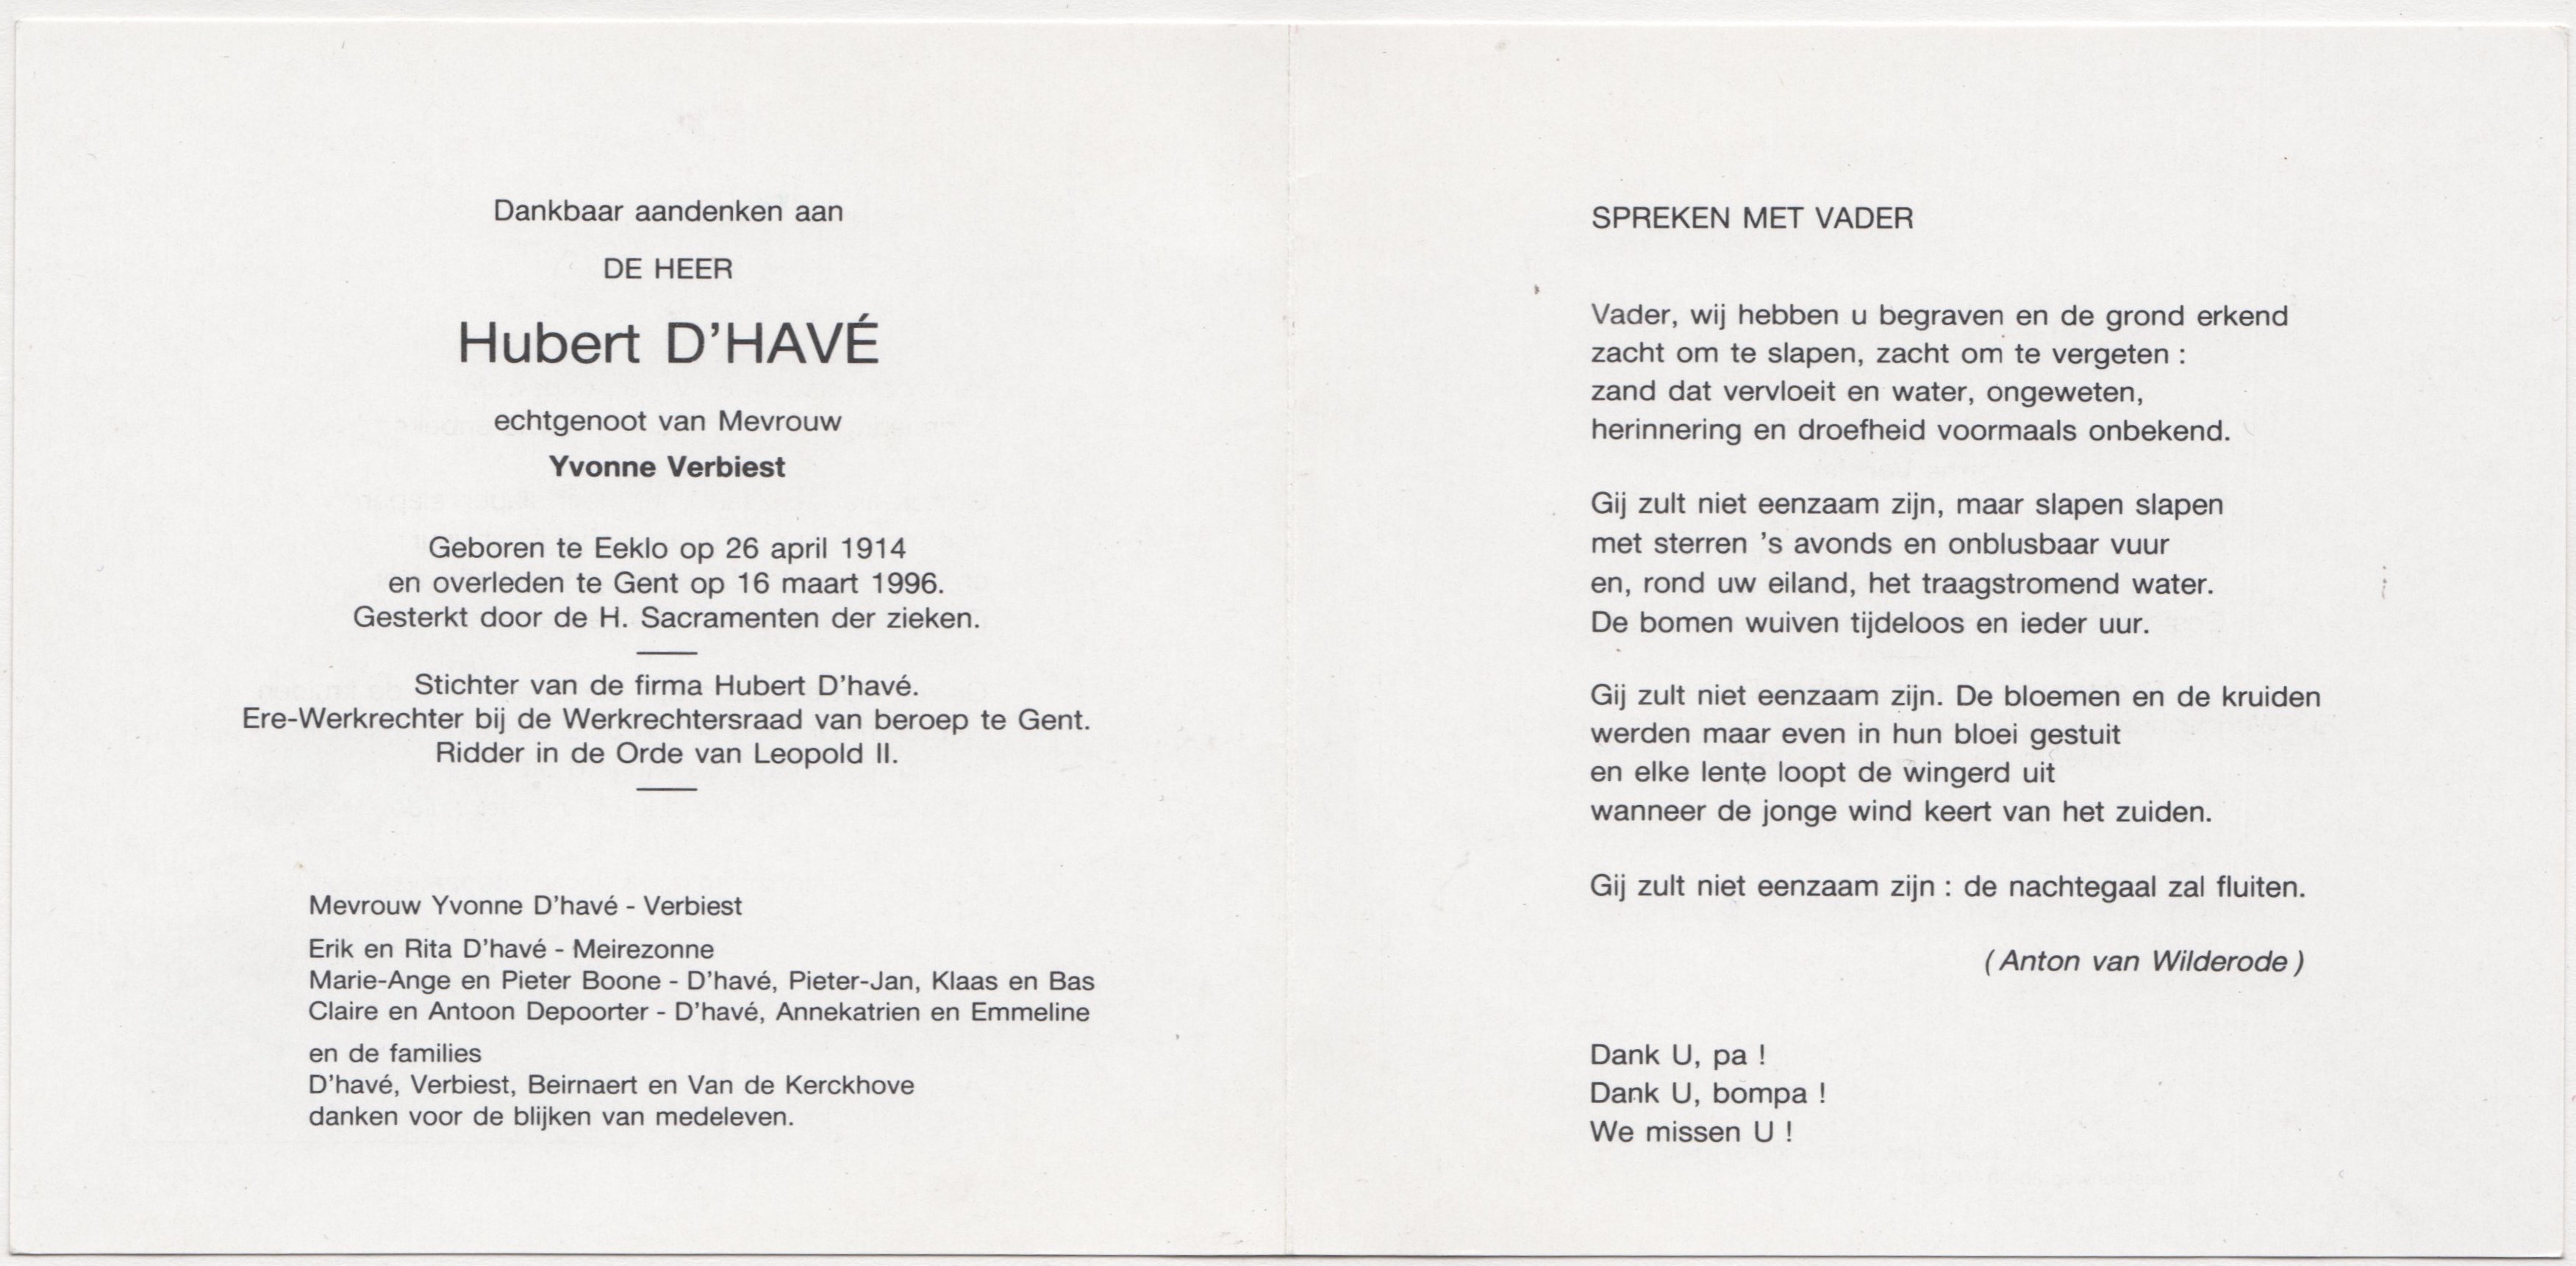 Dankbaar aandenken aan
DE HEER
Hubert D'HAVÉ
echtgenoot van Mevrouw
Yvonne Verbiest
Geboren te Eeklo op 26 april 1914
en overleden te Gent op 16 maart 1996.
Gesterkt door de H. Sacramenten der zieken.
Stichter van de firma Hubert D'havé.
Ere-Werkrechter bij de Werkrechtersraad van beroep te Gent.
Ridder in de Orde van Leopold II.
Mevrouw Yvonne D'havé - Verbiest
Erik en Rita D'havé - Meirezonne
Marie-Ange en Pieter Boone - D'havé, Pieter-Jan, Klaas en Bas
Claire en Antoon Depoorter - D'havé, Annekatrien en Emmeline
en de families
D'havé, Verbiest, Beirnaert en Van de Kerckhove
danken voor de blijken van medeleven.
SPREKEN MET VADER
Vader, wij hebben u begraven en de grond erkend
zacht om te slapen, zacht om te vergeten :
zand dat vervloeit en water, ongeweten,
herinnering en droefheid voormaals onbekend.
Gij zult niet eenzaam zijn, maar slapen slapen
met sterren 's avonds en onblusbaar vuur
en, rond uw eiland, het traagstromend water.
De bomen wuiven tijdeloos en ieder uur.
Gij zult niet eenzaam zijn. De bloemen en de kruiden
werden maar even in hun bloei gestuit
en elke lente loopt de wingerd uit
wanneer de jonge wind keert van het zuiden.
Gij zult niet eenzaam zijn : de nachtegaal zal fluiten.
(Anton van Wilderode)
Dank U, pa !
Dank U, bompa !
We missen U !